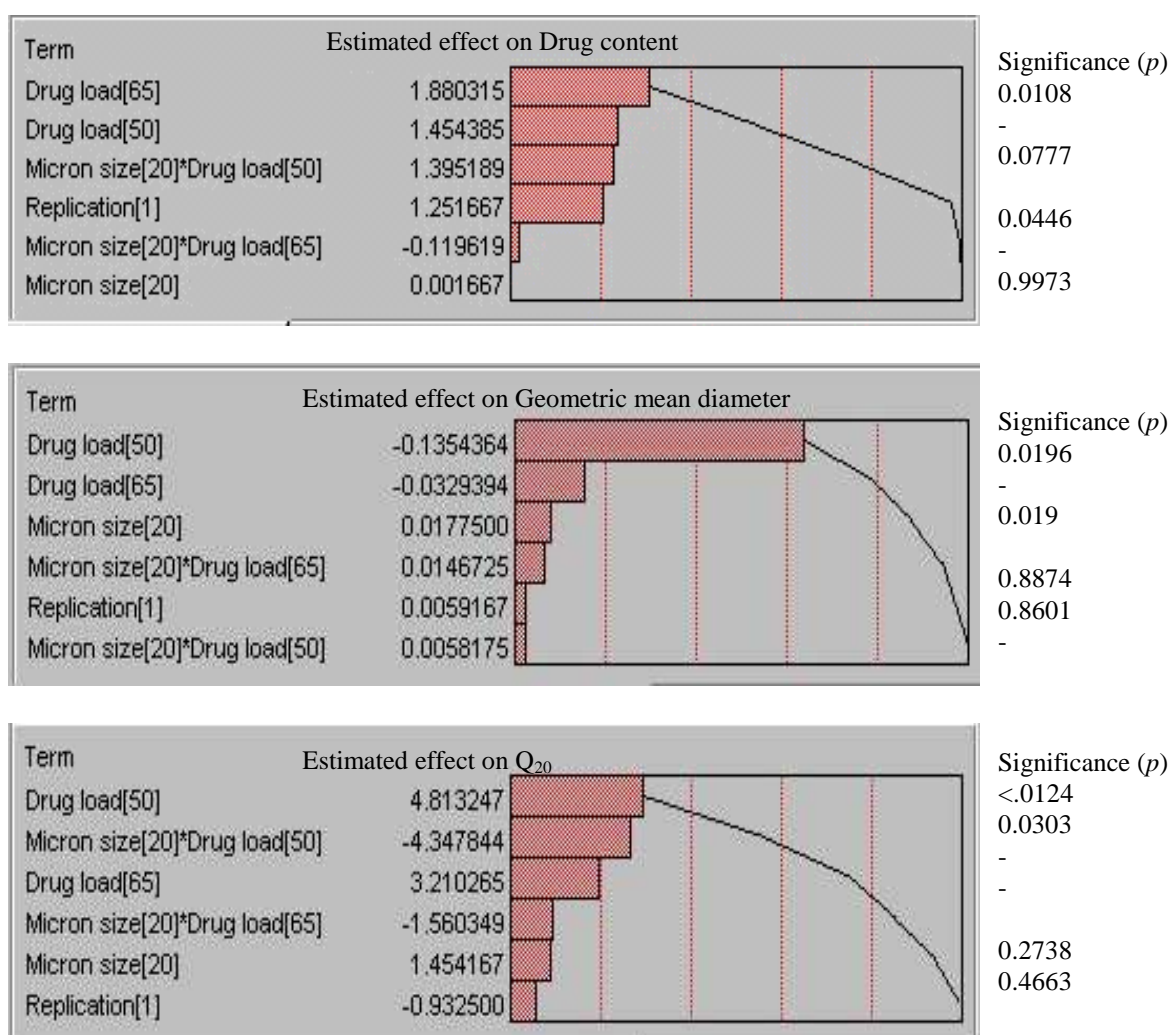 Term Estimated effect on Drug content Significance (p)
Drug load[65] 1.880315 0.0108
Drug load[50] 1.454385 -
Micron size[20]*Drug load[50] 1.395189 0.0777
Replication[1] 1.251667 0.0446
Micron size[20]*Drug load[65] -0.119619 -
Micron size[20] 0.001667 0.9973
Term Estimated effect on Geometric mean diameter Significance (p)
Drug load[50] -0.1354364 0.0196
Drug load[65] -0.0329394 -
Micron size[20] 0.0177500 0.019
Micron size[20]*Drug load[65] 0.0146725 0.8874
Replication[1] 0.0059167 0.8601
Micron size[20]*Drug load[50] 0.0058175 -
Term Estimated effect on Q20 Significance (p)
Drug load[50] 4.813247 <.0124
Micron size[20]*Drug load[50] -4.347844 0.0303
Drug load[65] 3.210265 -
Micron size[20]*Drug load[65] -1.560349 -
Micron size[20] 1.454167 0.2738
Replication[1] -0.932500 0.4663